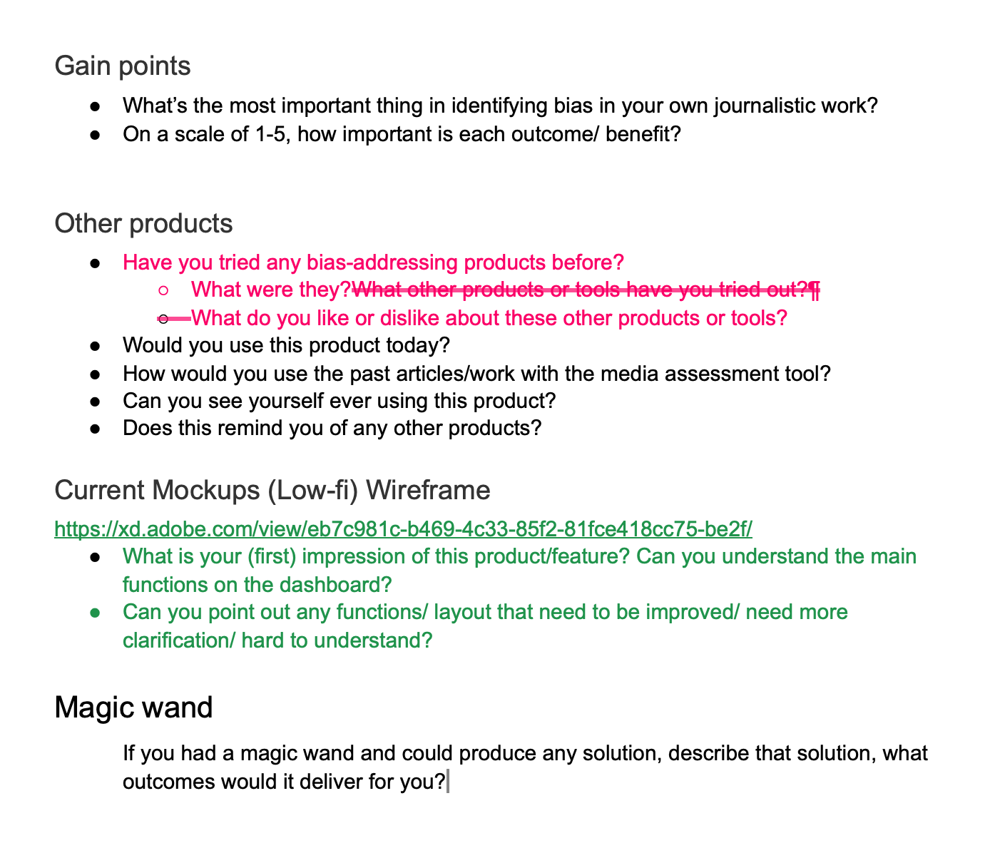 Gain points
● What’s the most important thing in identifying bias in your own journalistic work?
● On a scale of 1-5, how important is each outcome/ benefit?
Other products
● Have you tried any bias-addressing products before?
○ What were they?What other products or tools have you tried out?¶
○ What do you like or dislike about these other products or tools?
● Would you use this product today?
● How would you use the past articles/work with the media assessment tool?
● Can you see yourself ever using this product?
● Does this remind you of any other products?
Current Mockups (Low-fi) Wireframe
https://xd.adobe.com/view/eb7c981c-b469-4c33-85f2-81fce418cc75-be2f/
● What is your (first) impression of this product/feature? Can you understand the main
functions on the dashboard?
● Can you point out any functions/ layout that need to be improved/ need more
clarification/ hard to understand?
Magic wand
If you had a magic wand and could produce any solution, describe that solution, what
outcomes would it deliver for you?